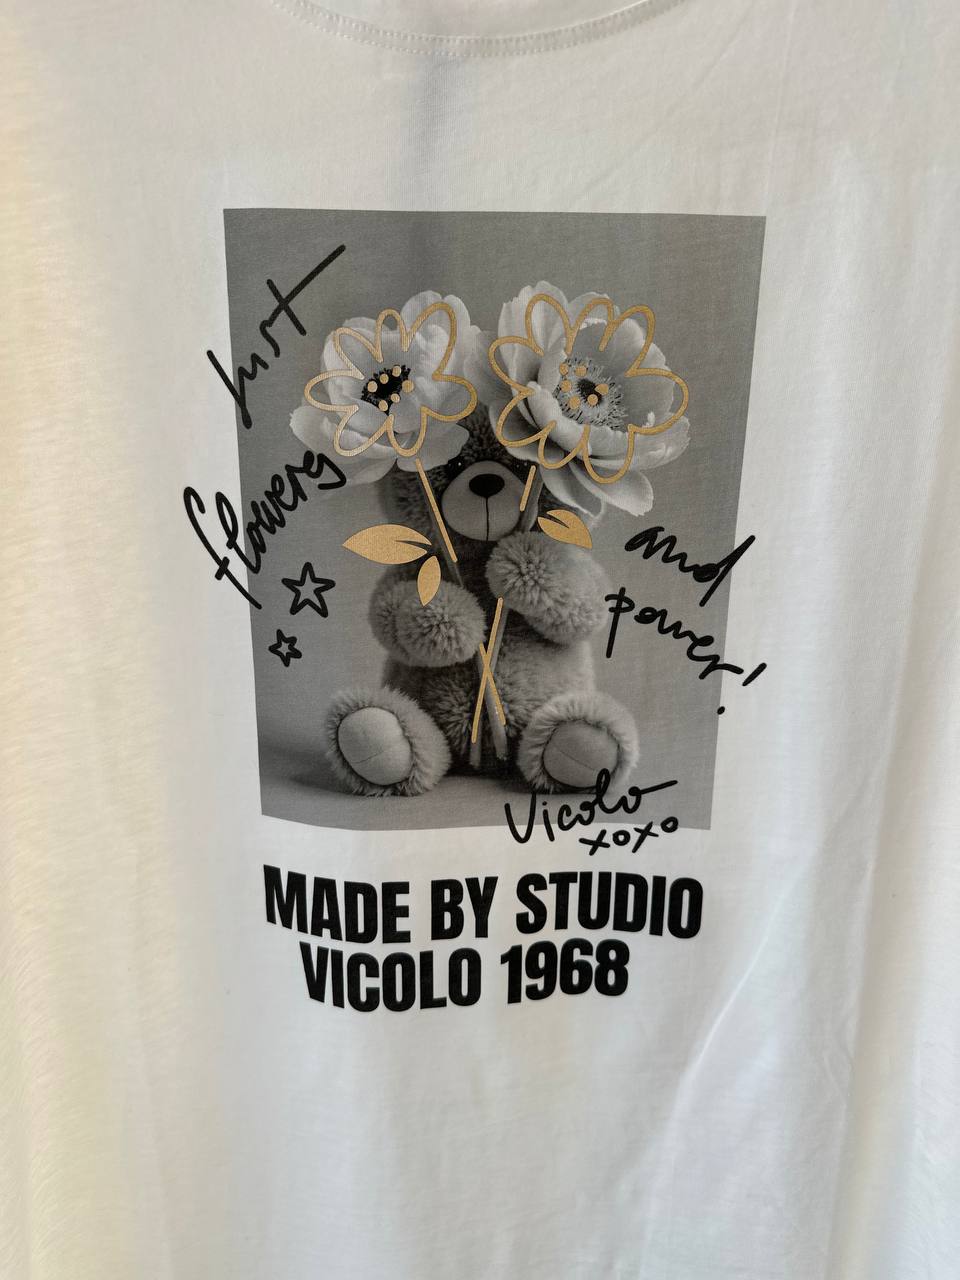 Just
flowers
and
power!
Vicolo
xoxo
MADE BY STUDIO
VICOLO 1968